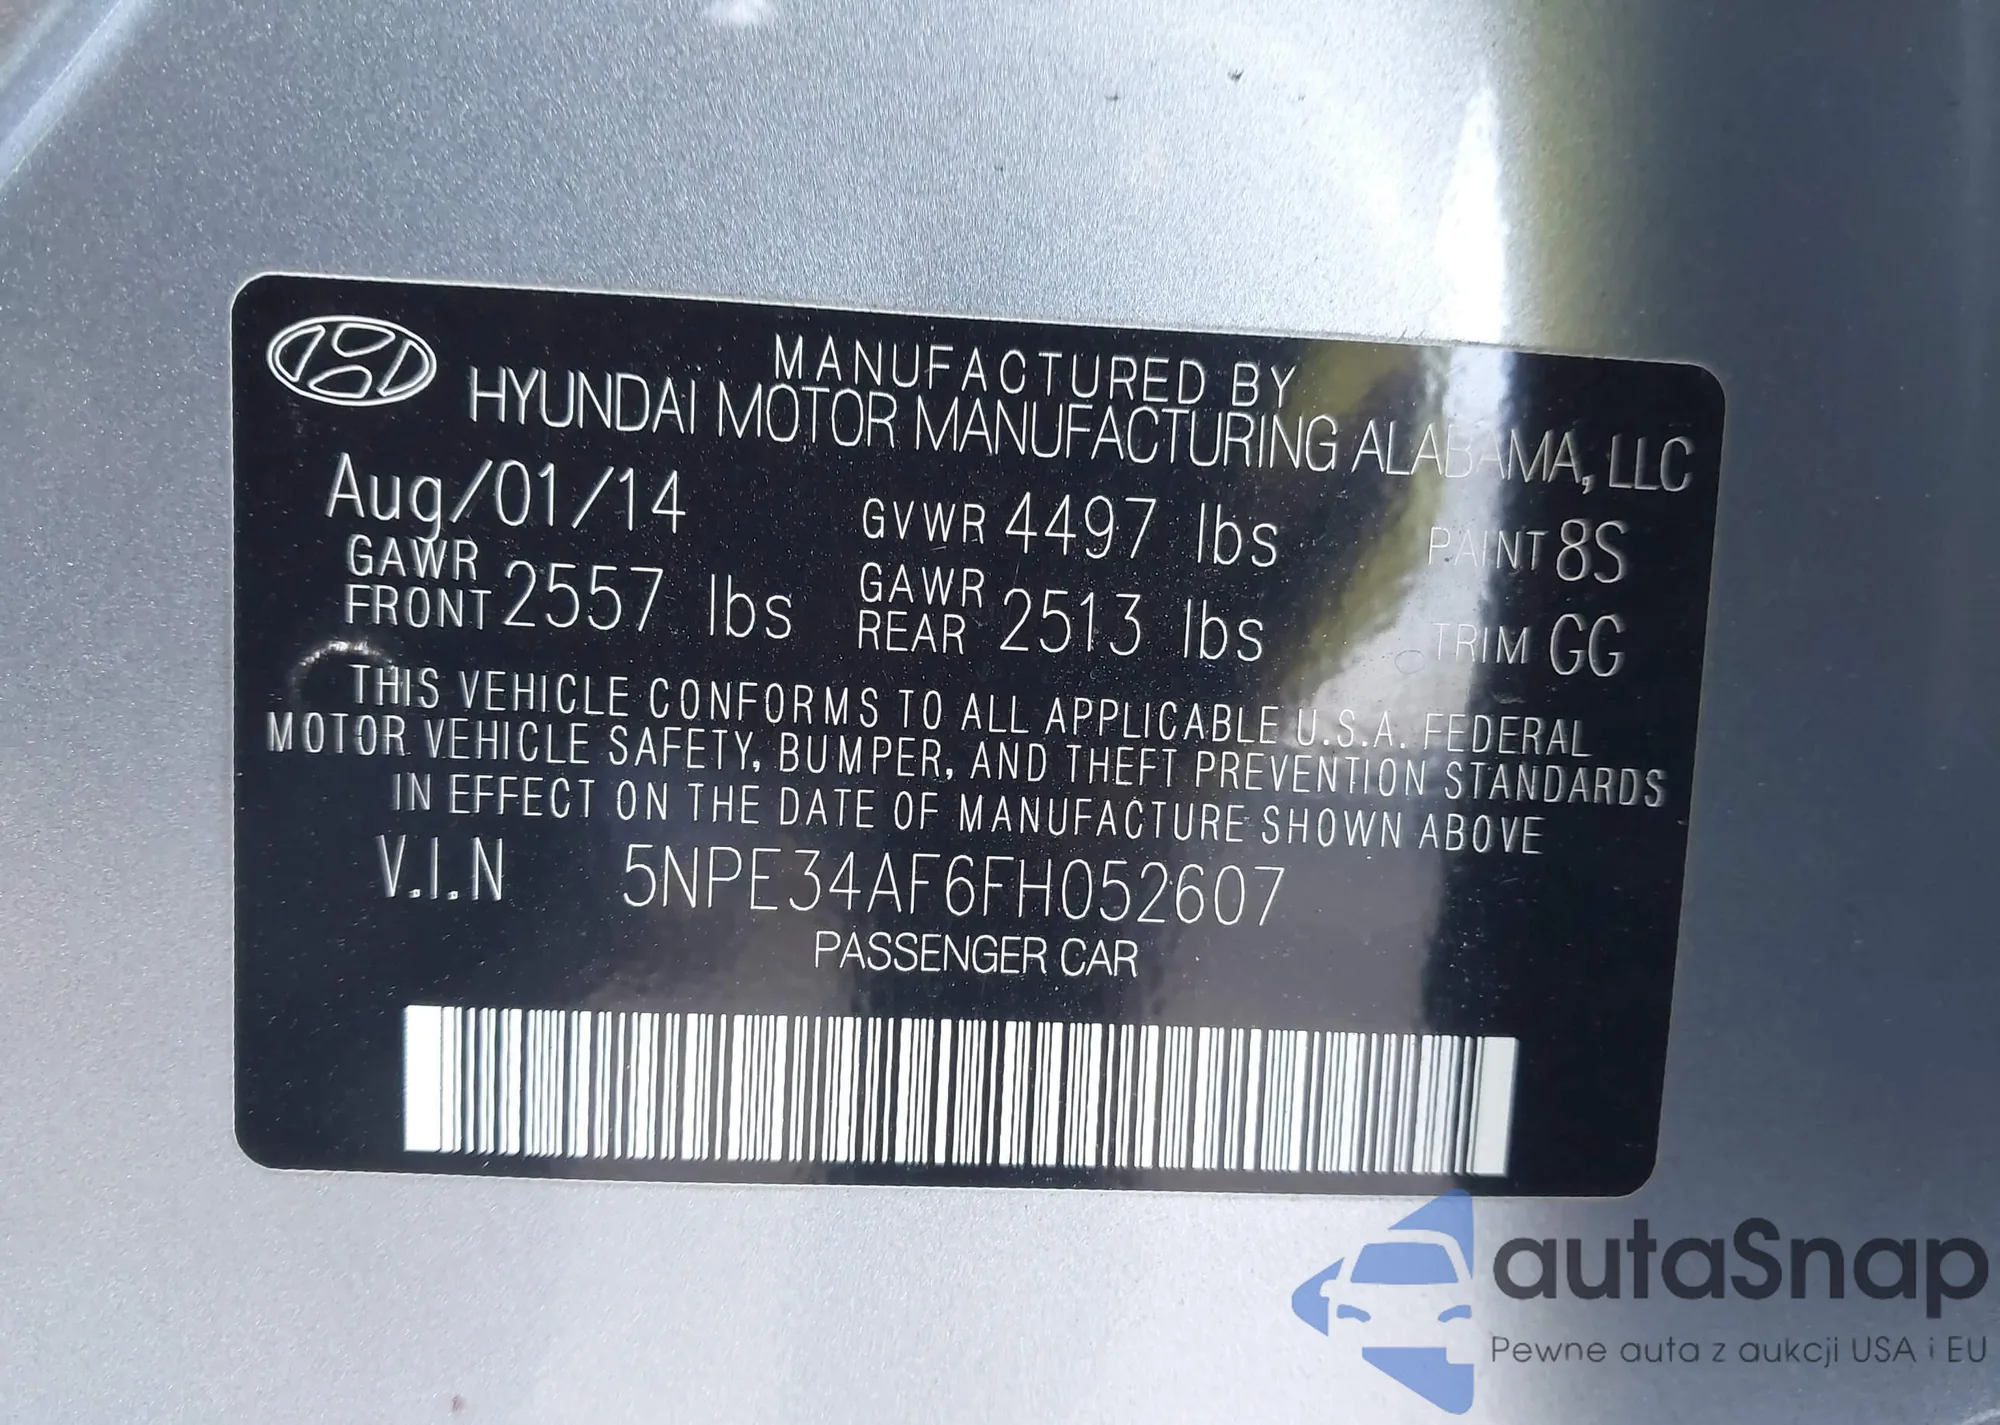 MANUFACTURED BY
HYUNDAI MOTOR MANUFACTURING ALABAMA, LLC
Aug/01/14 GVWR 4497 lbs PAINT 8S
GAWR FRONT 2557 lbs GAWR REAR 2513 lbs TRIM GG
THIS VEHICLE CONFORMS TO ALL APPLICABLE U.S.A. FEDERAL
MOTOR VEHICLE SAFETY, BUMPER, AND THEFT PREVENTION STANDARDS
IN EFFECT ON THE DATE OF MANUFACTURE SHOWN ABOVE
V.I.N 5NPE34AF6FH052607
PASSENGER CAR
autoSnap
Pewne auta z aukcji USA i EU